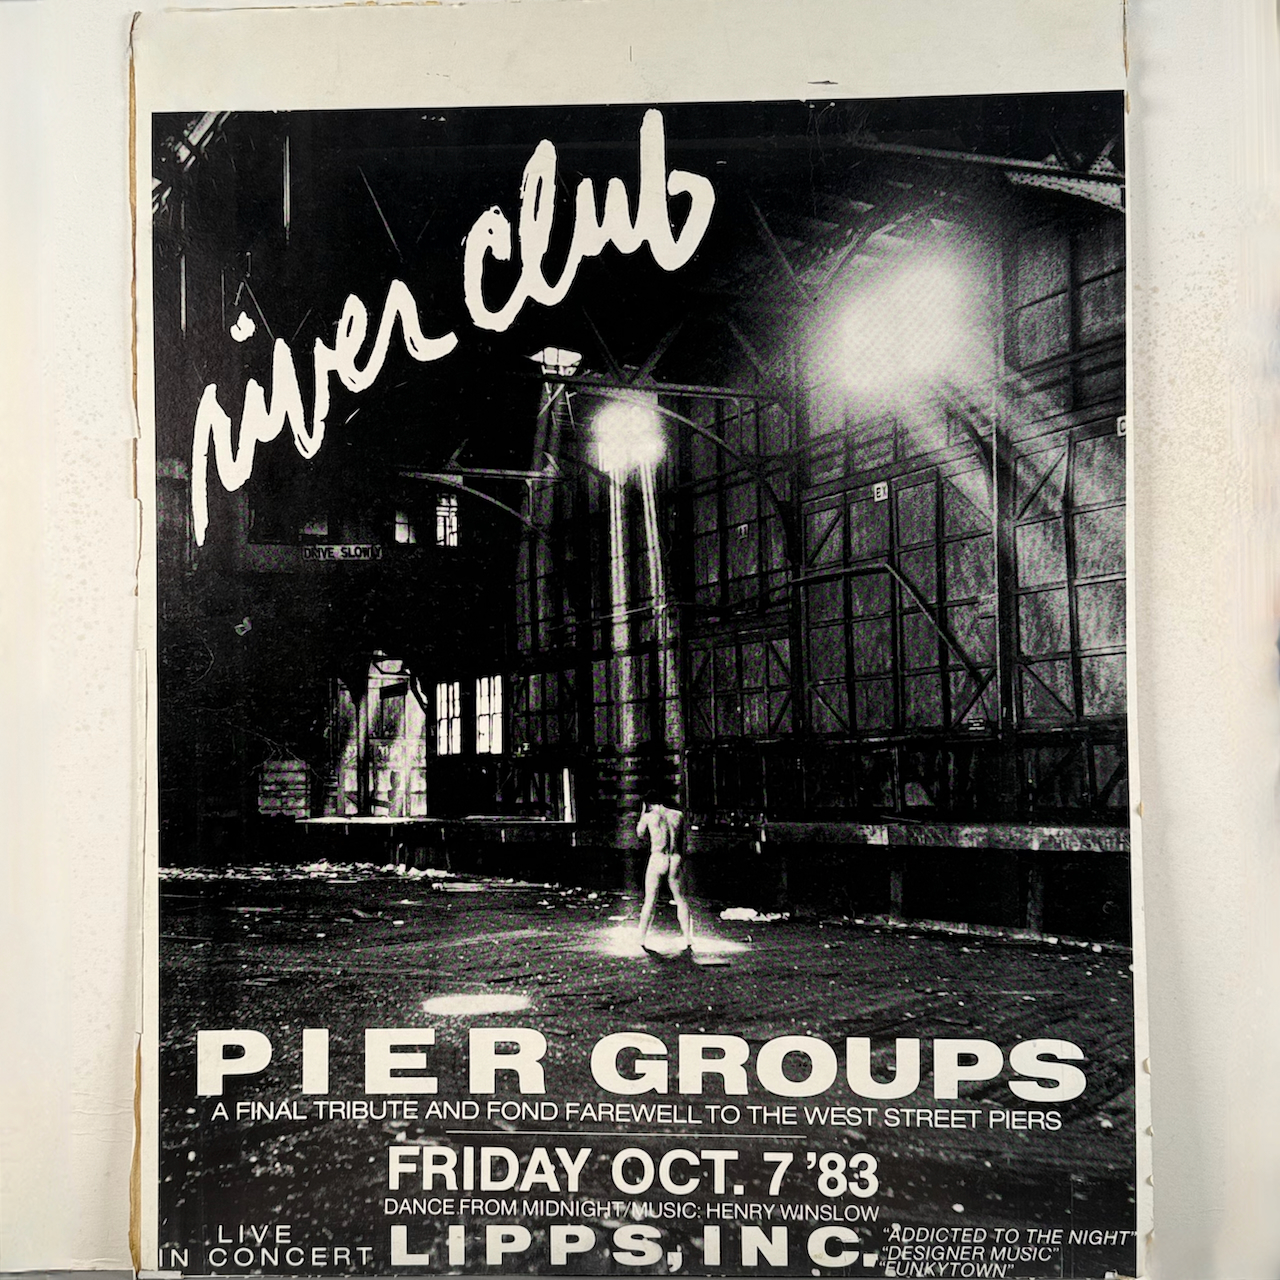 river club
DRIVE SLOWLY
EX
PIER GROUPS
A FINAL TRIBUTE AND FOND FAREWELL TO THE WEST STREET PIERS
FRIDAY OCT. 7 '83
DANCE FROM MIDNIGHT/MUSIC: HENRY WINSLOW
LIVE
IN CONCERT
LIPPS, INC.
"ADDICTED TO THE NIGHT"
"DESIGNER MUSIC"
"FUNKYTOWN"